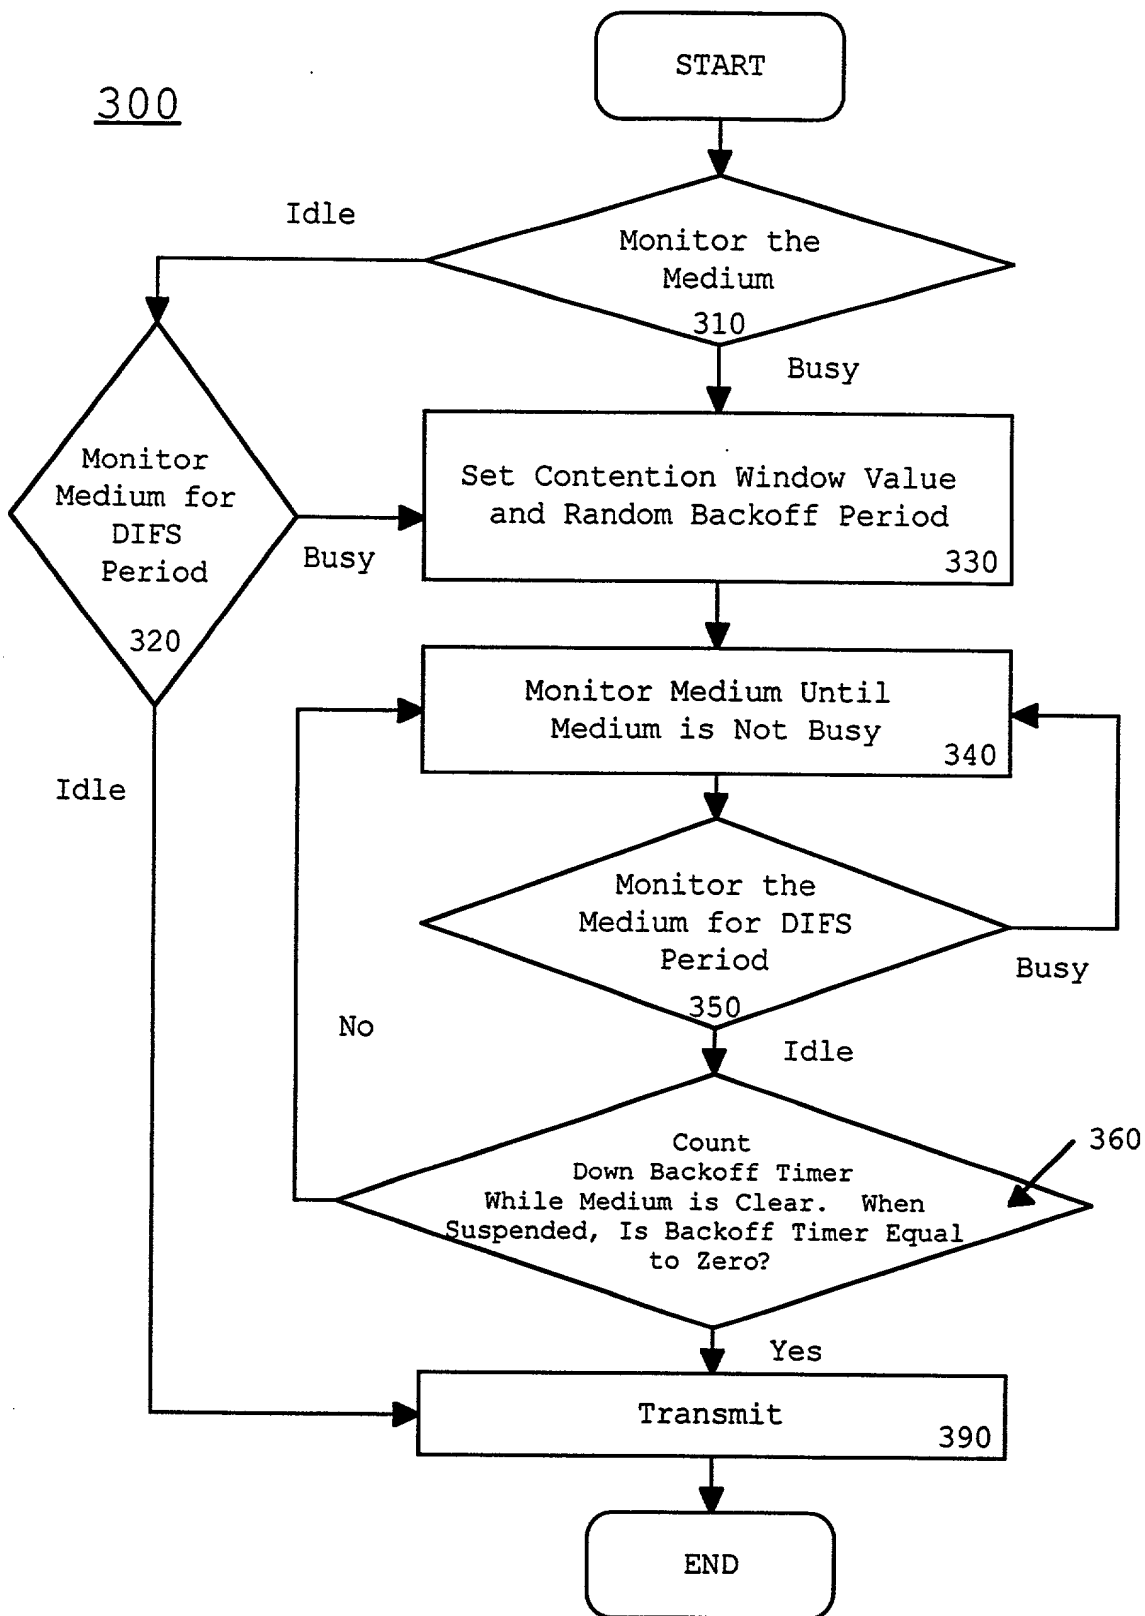 START
300
Idle
Monitor the
Medium
310
Busy
Set Contention Window Value
and Random Backoff Period
330
Monitor
Medium for
DIFS
Period
320
Busy
Monitor Medium Until
Medium is Not Busy
340
Idle
Monitor the
Medium for DIFS
Period
350
Busy
No
Idle
360
Count
Down Backoff Timer
While Medium is Clear. When
Suspended, Is Backoff Timer Equal
to Zero?
Yes
Transmit
390
END